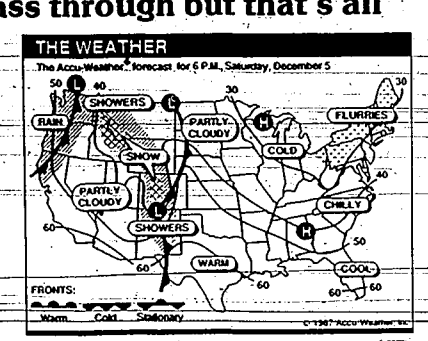 ass through but that's all
THE WEATHER
The Accu-Weather forecast for 6 P.M., Saturday, December 5
50 40 30 30
L
SHOWERS L
RAIN
PARTLY CLOUDY
H
FLURRIES
SNOW
COLD
40
PARTLY
CLOUDY
L
CHILLY
SHOWERS
60
H
50
WARM
COOL
60 60 60 60
FRONTS:
Warm Cold Stationary
© 1987 Accu-Weather, Inc.